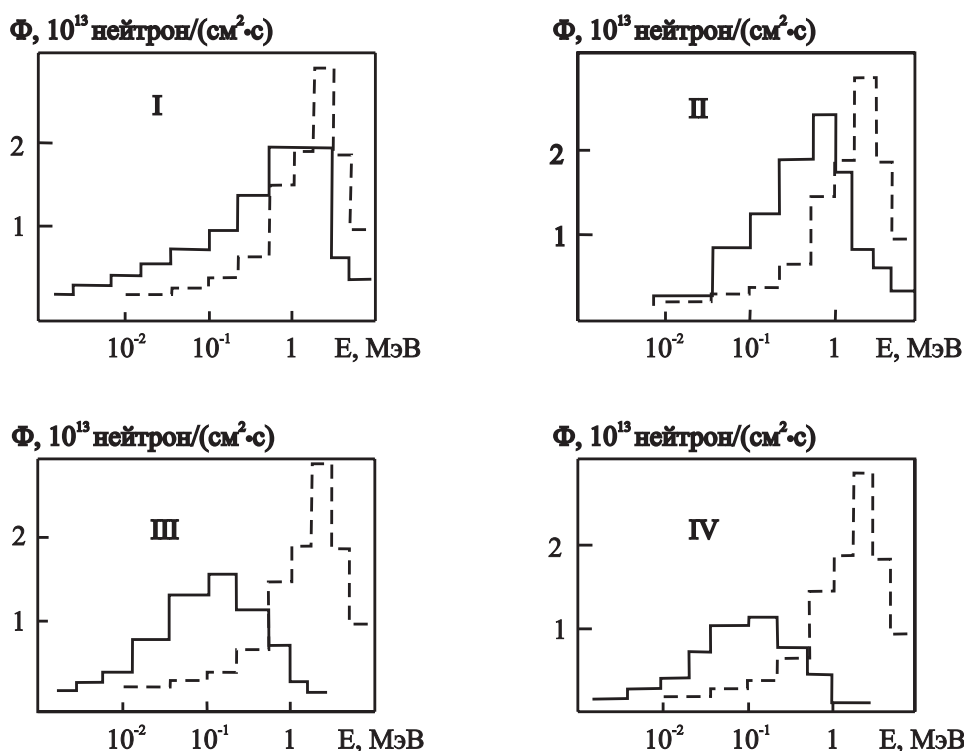 Φ, 10¹³ нейтрон/(см²•с)
I
2
1
10⁻² 10⁻¹ 1 E, МэВ
Φ, 10¹³ нейтрон/(см²•с)
II
2
1
10⁻² 10⁻¹ 1 E, МэВ
Φ, 10¹³ нейтрон/(см²•с)
III
2
1
10⁻² 10⁻¹ 1 E, МэВ
Φ, 10¹³ нейтрон/(см²•с)
IV
2
1
10⁻² 10⁻¹ 1 E, МэВ